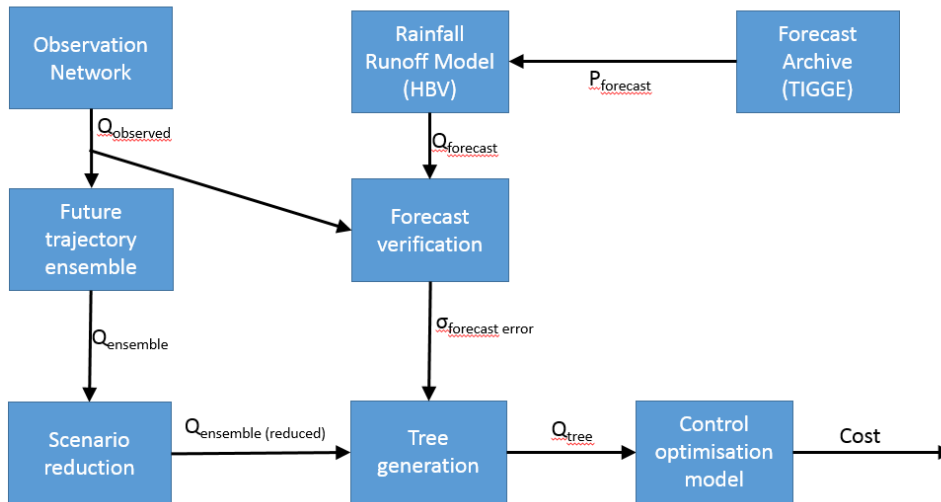 Observation
Network
Rainfall
Runoff Model
(HBV)
Forecast
Archive
(TIGGE)
Pforecast
Qobserved
Qforecast
Future
trajectory
ensemble
Forecast
verification
Qensemble
σforecast error
Scenario
reduction
Qensemble (reduced)
Tree
generation
Qtree
Control
optimisation
model
Cost